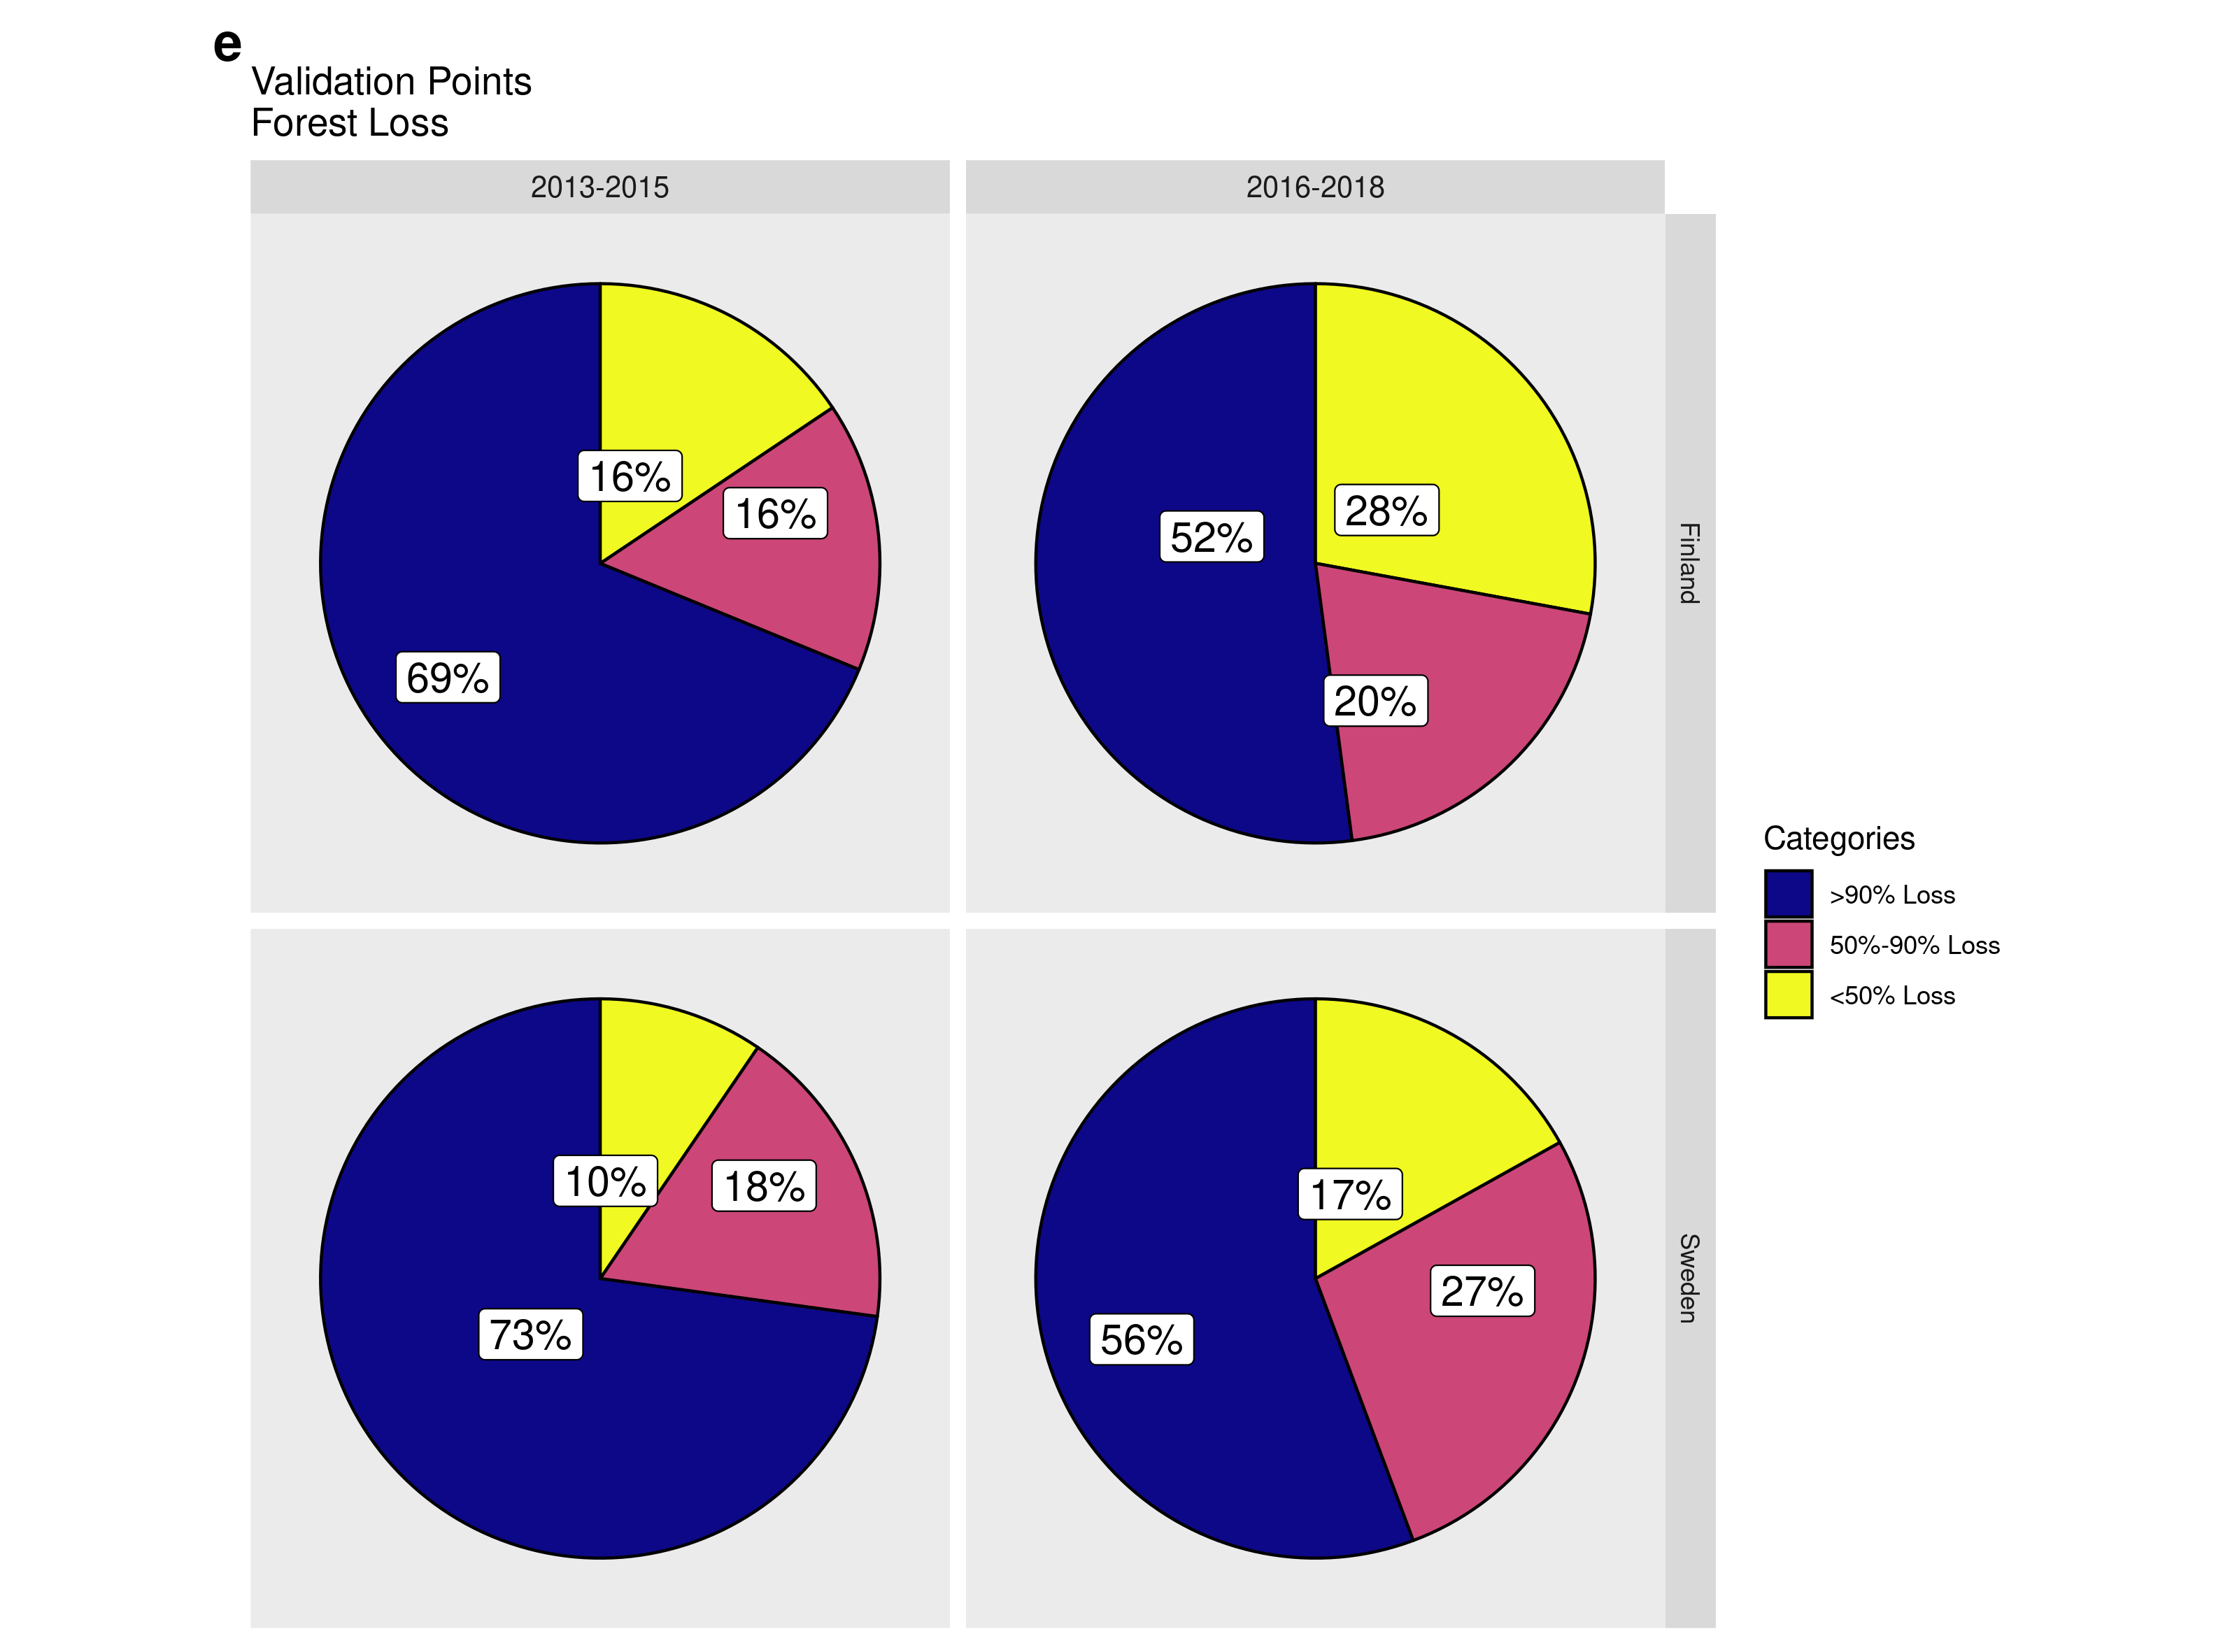 e
Validation Points
Forest Loss
2013-2015
2016-2018
16%
16%
69%
28%
52%
20%
Finland
10%
18%
73%
17%
27%
56%
Sweden
Categories
>90% Loss
50%-90% Loss
<50% Loss